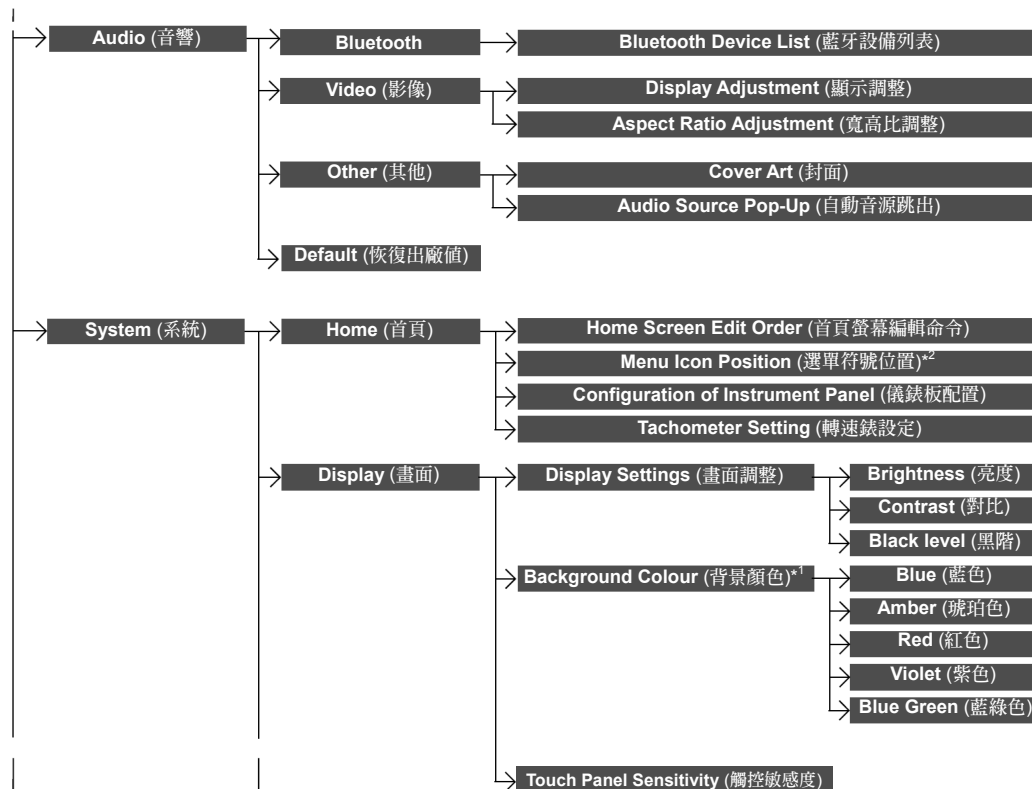 Audio (音響)
Bluetooth
Bluetooth Device List (藍牙設備列表)
Video (影像)
Display Adjustment (顯示調整)
Aspect Ratio Adjustment (寬高比調整)
Other (其他)
Cover Art (封面)
Audio Source Pop-Up (自動音源跳出)
Default (恢復出廠值)
System (系統)
Home (首頁)
Home Screen Edit Order (首頁螢幕編輯命令)
Menu Icon Position (選單符號位置)*2
Configuration of Instrument Panel (儀錶板配置)
Tachometer Setting (轉速錶設定)
Display (畫面)
Display Settings (畫面調整)
Brightness (亮度)
Contrast (對比)
Black level (黑階)
Background Colour (背景顏色)*1
Blue (藍色)
Amber (琥珀色)
Red (紅色)
Violet (紫色)
Blue Green (藍綠色)
Touch Panel Sensitivity (觸控敏感度)